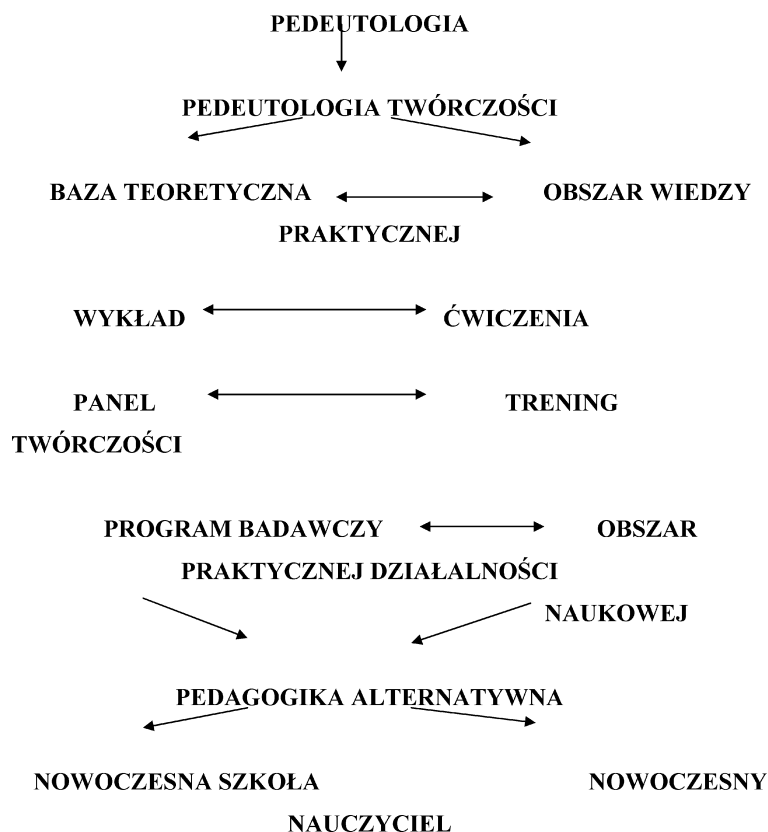 PEDEUTOLOGIA
PEDEUTOLOGIA TWÓRCZOŚCI
BAZA TEORETYCZNA OBSZAR WIEDZY
PRAKTYCZNEJ
WYKŁAD ĆWICZENIA
PANEL TRENING
TWÓRCZOŚCI
PROGRAM BADAWCZY OBSZAR
PRAKTYCZNEJ DZIAŁALNOŚCI
NAUKOWEJ
PEDAGOGIKA ALTERNATYWNA
NOWOCZESNA SZKOŁA NOWOCZESNY
NAUCZYCIEL